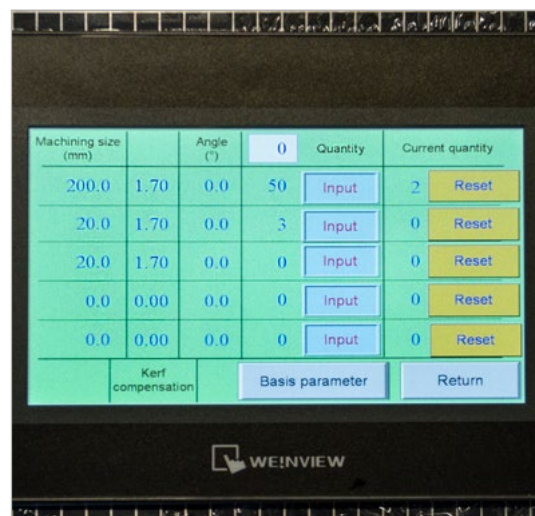 Machining size (mm) Angle (°) 0 Quantity Current quantity
200.0 1.70 0.0 50 Input 2 Reset
20.0 1.70 0.0 3 Input 0 Reset
20.0 1.70 0.0 0 Input 0 Reset
0.0 0.00 0.0 0 Input 0 Reset
0.0 0.00 0.0 0 Input 0 Reset
Kerf compensation Basis parameter Return
WE!NVIEW